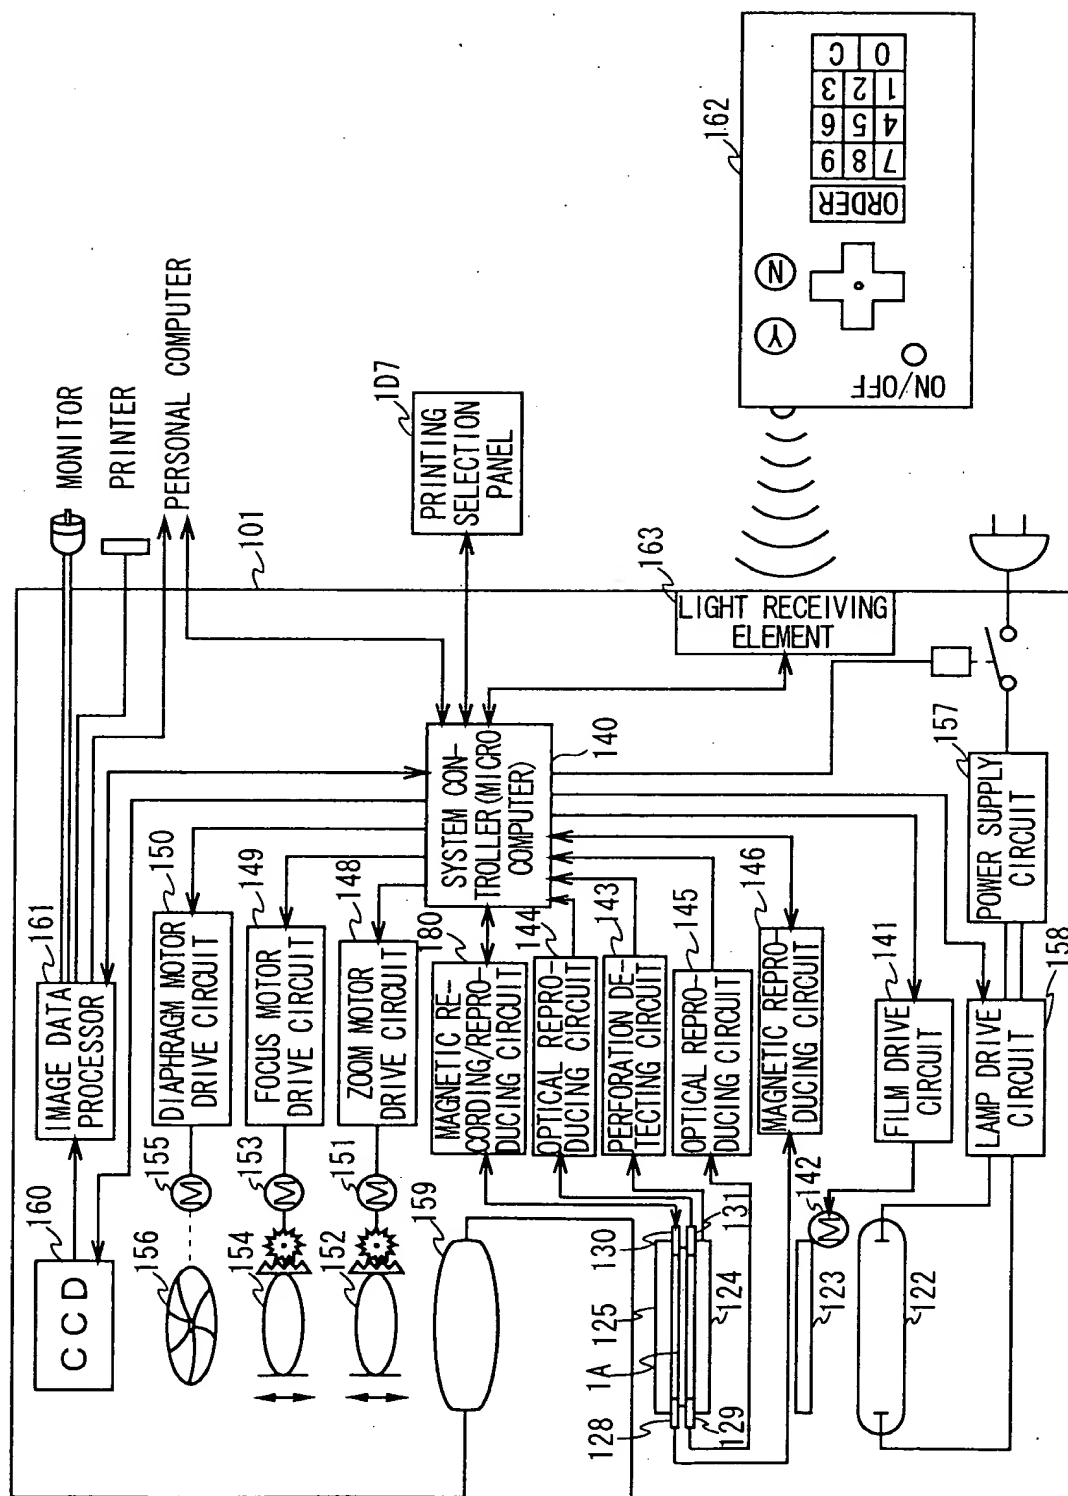 MONITOR
PRINTER
PERSONAL COMPUTER
101
160
CCD
161
IMAGE DATA
PROCESSOR
156
155
M
150
DIAPHRAGM MOTOR
DRIVE CIRCUIT
154
153
M
149
FOCUS MOTOR
DRIVE CIRCUIT
152
151
M
148
ZOOM MOTOR
DRIVE CIRCUIT
159
180
MAGNETIC RE-
CORDING/REPRO-
DUCING CIRCUIT
144
OPTICAL REPRO-
DUCING CIRCUIT
143
PERFORATION DE-
TECTING CIRCUIT
145
OPTICAL REPRO-
DUCING CIRCUIT
146
MAGNETIC REPRO-
DUCING CIRCUIT
SYSTEM CON-
TROLLER(MICRO
COMPUTER)
140
1D7
PRINTING
SELECTION
PANEL
163
LIGHT RECEIVING
ELEMENT
128
1A
125
130
129
124
131
123
142
M
122
141
FILM DRIVE
CIRCUIT
LAMP DRIVE
CIRCUIT
158
157
POWER SUPPLY
CIRCUIT
162
ON/OFF
Y
N
ORDER
7 4 1 0
8 5 2
9 6 3 C